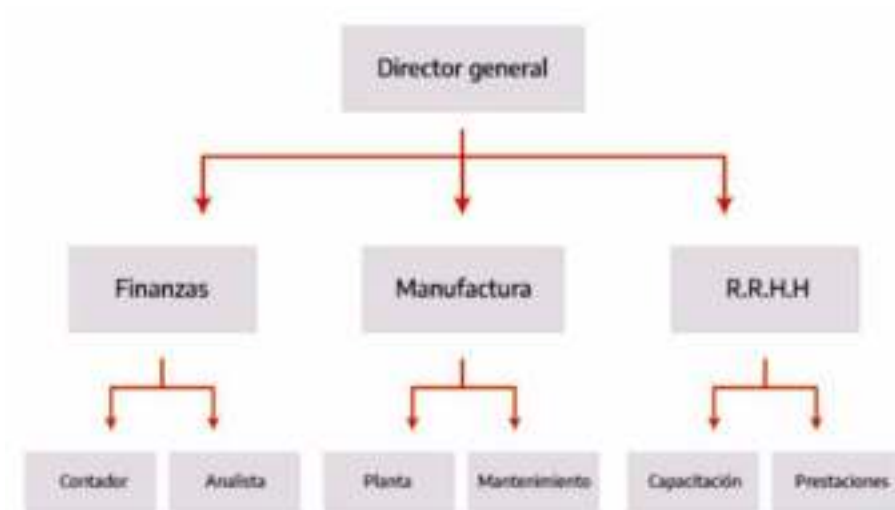 Director general
Finanzas
Manufactura
R.R.H.H
Contador
Analista
Planta
Mantenimiento
Capacitación
Prestaciones